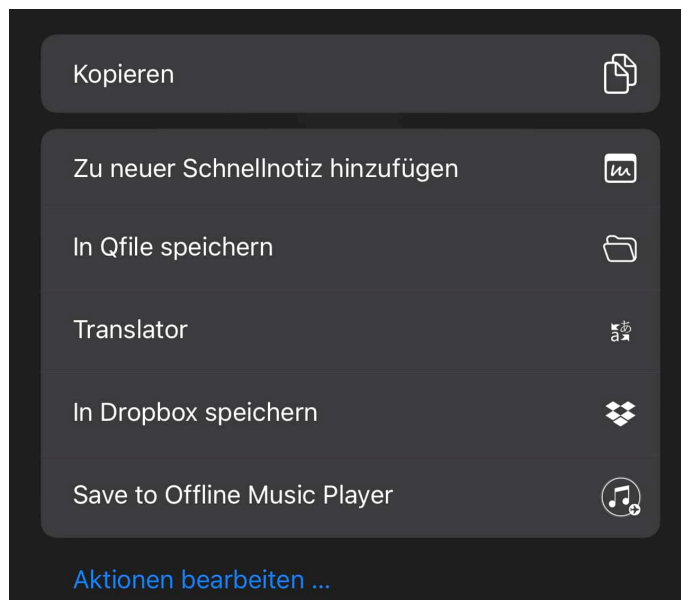 Kopieren
Zu neuer Schnellnotiz hinzufügen
In Qfile speichern
Translator
In Dropbox speichern
Save to Offline Music Player
Aktionen bearbeiten ...